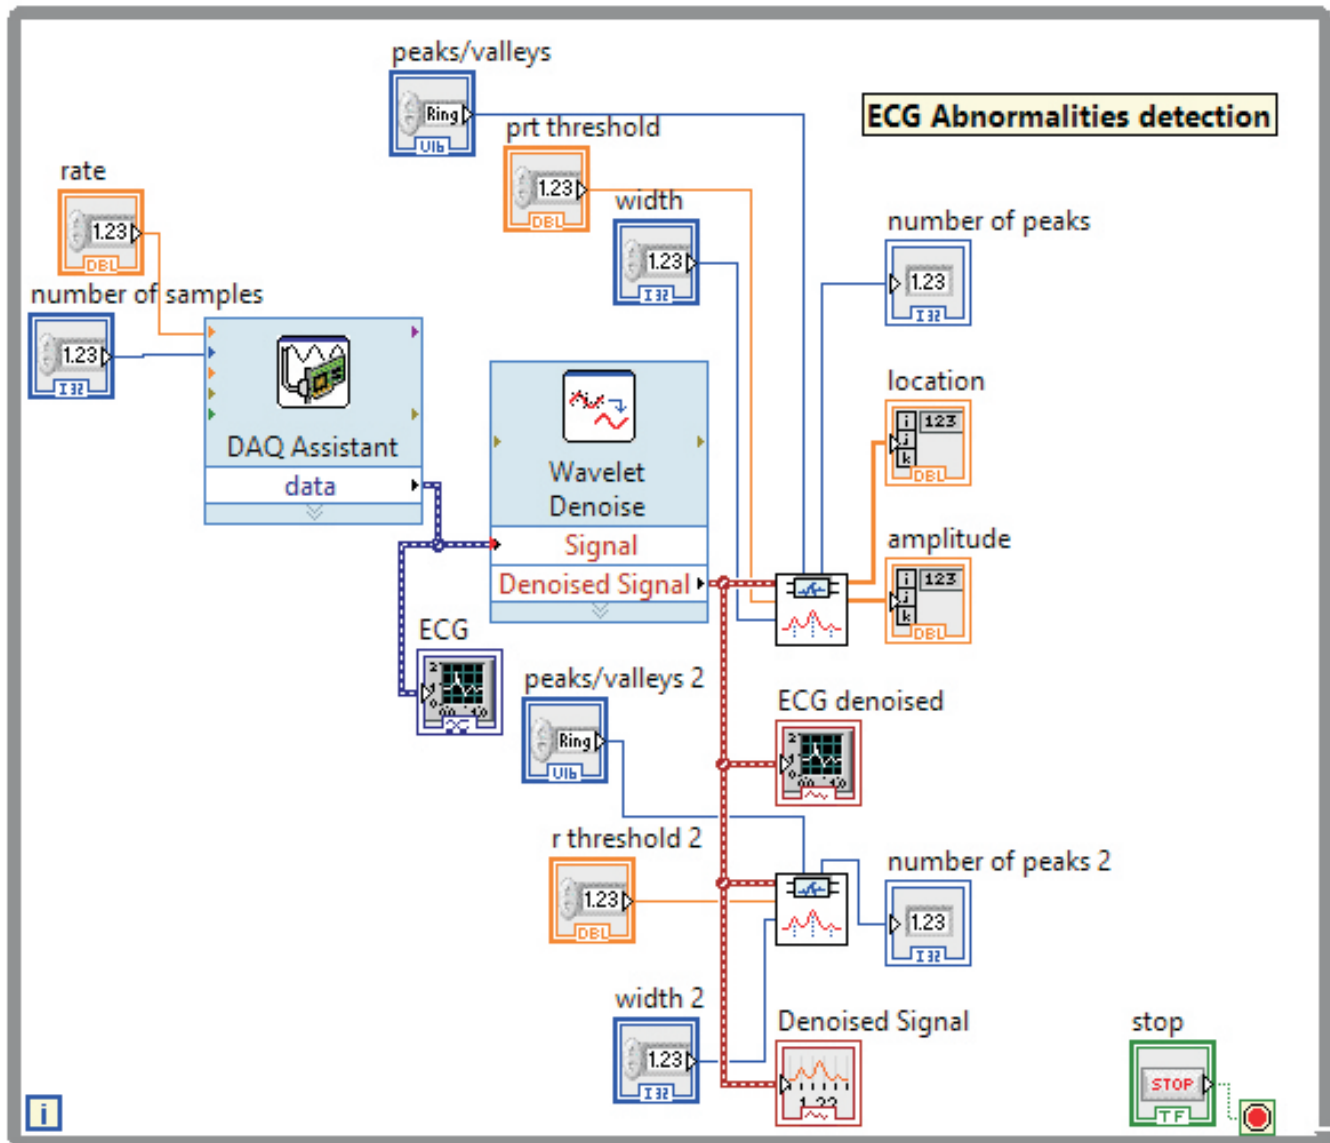 peaks/valleys
Ring
U16
ECG Abnormalities detection
prt threshold
1.23
DBL
rate
1.23
DBL
width
1.23
I32
number of peaks
1.23
I32
number of samples
1.23
I32
DAQ Assistant
data
Wavelet
Denoise
Signal
Denoised Signal
location
i
j
k
123
DBL
amplitude
i
j
k
123
DBL
ECG
peaks/valleys 2
Ring
U16
ECG denoised
r threshold 2
1.23
DBL
number of peaks 2
1.23
I32
width 2
1.23
I32
Denoised Signal
stop
STOP
TF
i